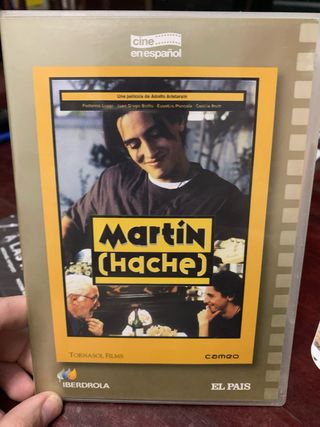 cine
en español
Una película de Adolfo Aristarain
Federico Luppi · Juan Diego Botto · Eusebio Poncela · Cecilia Roth
Martín
(Hache)
TORNASOL FILMS
cameo
IBERDROLA
EL PAIS